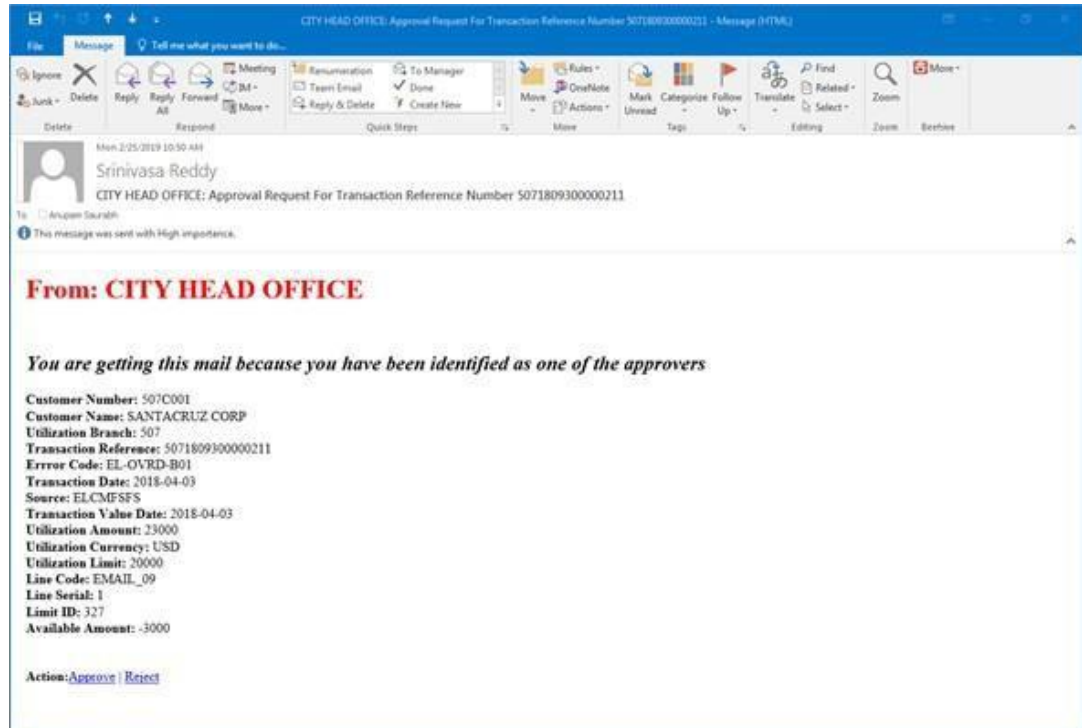 CITY HEAD OFFICE: Approval Request For Transaction Reference Number 5071809300000211 - Message (HTML)
File Message Tell me what you want to do...
Ignore
Junk
Delete
Reply
Reply All
Forward
Meeting
IM
More
Renumeration
Team Email
Reply & Delete
To Manager
Done
Create New
Move
Rules
OneNote
Actions
Mark Unread
Categorize
Follow Up
Translate
Find
Related
Select
Zoom
More
Delete Respond Quick Steps Move Tags Editing Zoom Beehive
Mon 2/25/2019 10:50 AM
Srinivasa Reddy
CITY HEAD OFFICE: Approval Request For Transaction Reference Number 5071809300000211
To Anupam Saurabh
This message was sent with High importance.
From: CITY HEAD OFFICE
You are getting this mail because you have been identified as one of the approvers
Customer Number: 507C001
Customer Name: SANTACRUZ CORP
Utilization Branch: 507
Transaction Reference: 5071809300000211
Errror Code: EL-OVRD-B01
Transaction Date: 2018-04-03
Source: ELCMFSFS
Transaction Value Date: 2018-04-03
Utilization Amount: 23000
Utilization Currency: USD
Utilization Limit: 20000
Line Code: EMAIL_09
Line Serial: 1
Limit ID: 327
Available Amount: -3000
Action:Approve | Reject